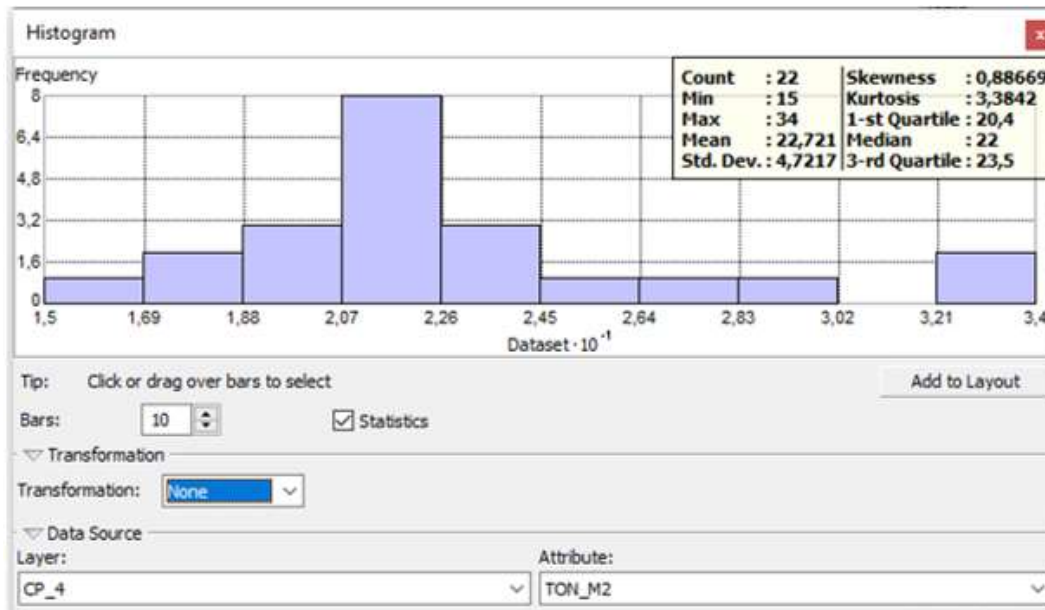 Histogram
x
Frequency
Count : 22 Skewness : 0,88669
Min : 15 Kurtosis : 3,3842
Max : 34 1-st Quartile : 20,4
Mean : 22,721 Median : 22
Std. Dev. : 4,7217 3-rd Quartile : 23,5
8
6,4
4,8
3,2
1,6
0
1,5 1,69 1,88 2,07 2,26 2,45 2,64 2,83 3,02 3,21 3,4
Dataset · 10⁻¹
Tip: Click or drag over bars to select Add to Layout
Bars: 10 Statistics
Transformation
Transformation: None
Data Source
Layer: Attribute:
CP_4 TON_M2